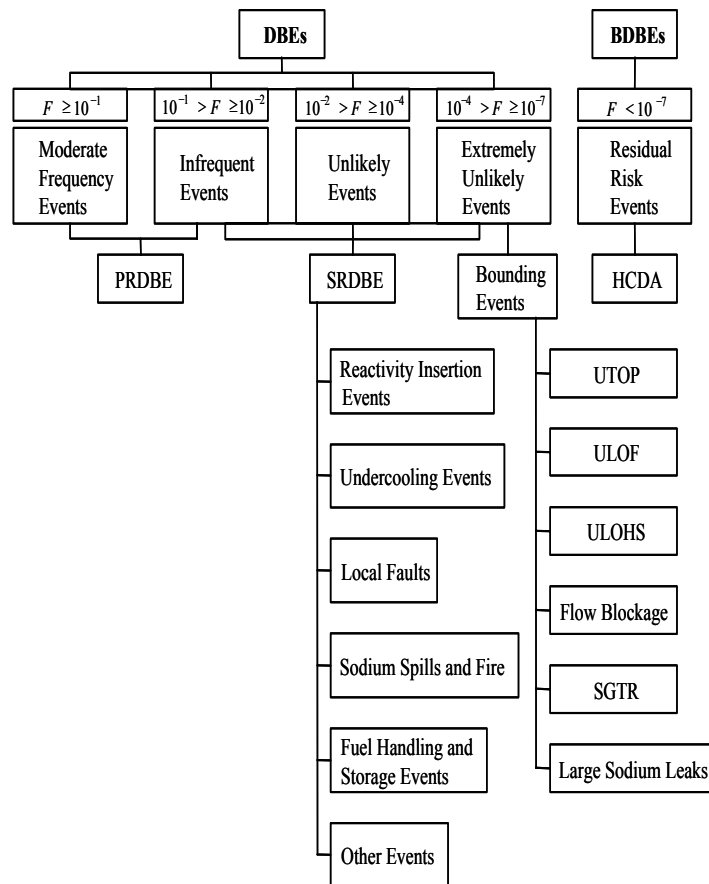 DBEs
BDBEs
F ≥10⁻¹
10⁻¹ > F ≥10⁻²
10⁻² > F ≥10⁻⁴
10⁻⁴ > F ≥10⁻⁷
F <10⁻⁷
Moderate
Frequency
Events
Infrequent
Events
Unlikely
Events
Extremely
Unlikely
Events
Residual
Risk
Events
PRDBE
SRDBE
Bounding
Events
HCDA
Reactivity Insertion
Events
Undercooling Events
Local Faults
Sodium Spills and Fire
Fuel Handling and
Storage Events
Other Events
UTOP
ULOF
ULOHS
Flow Blockage
SGTR
Large Sodium Leaks